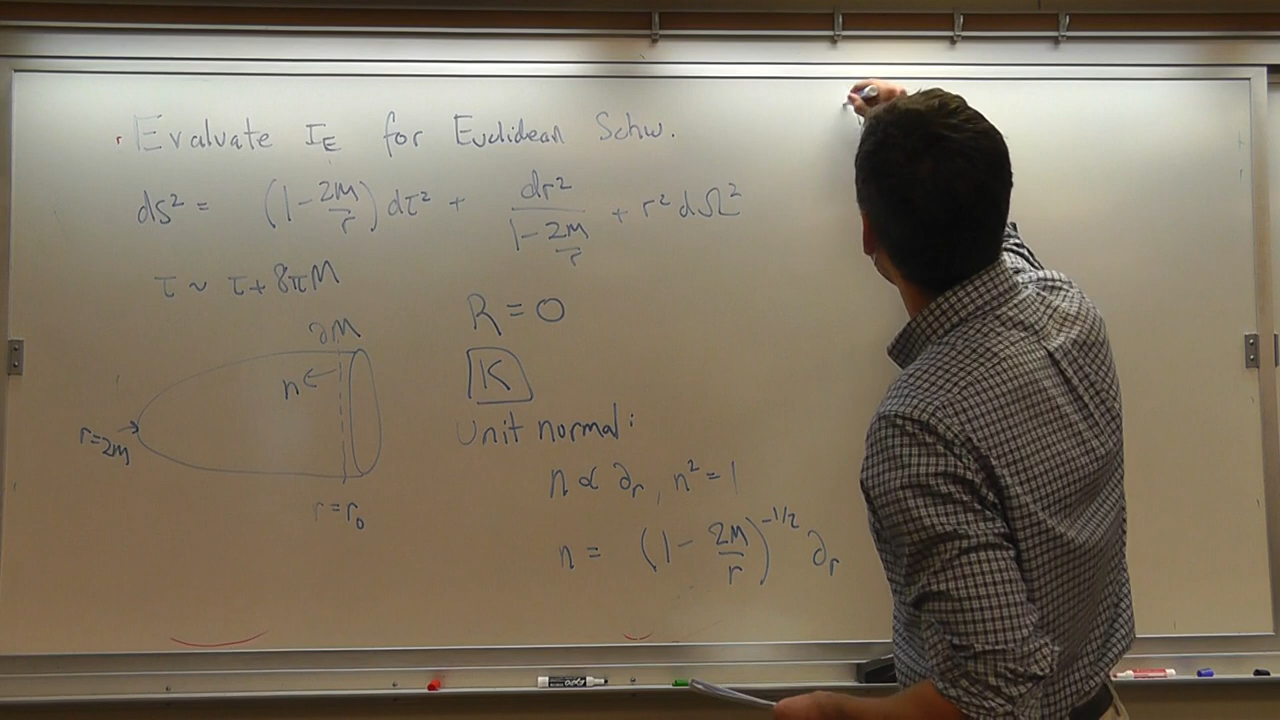 Evaluate I_E for Euclidean Schw.
ds² = (1 - 2M/r) dτ² + dr²/(1 - 2M/r) + r² dΩ²
τ ~ τ + 8πM
∂M
n ←
r=2M
r = r₀
R = 0
K
Unit normal:
n ∝ ∂_r, n² = 1
n = (1 - 2M/r)^{-1/2} ∂_r
EXPO